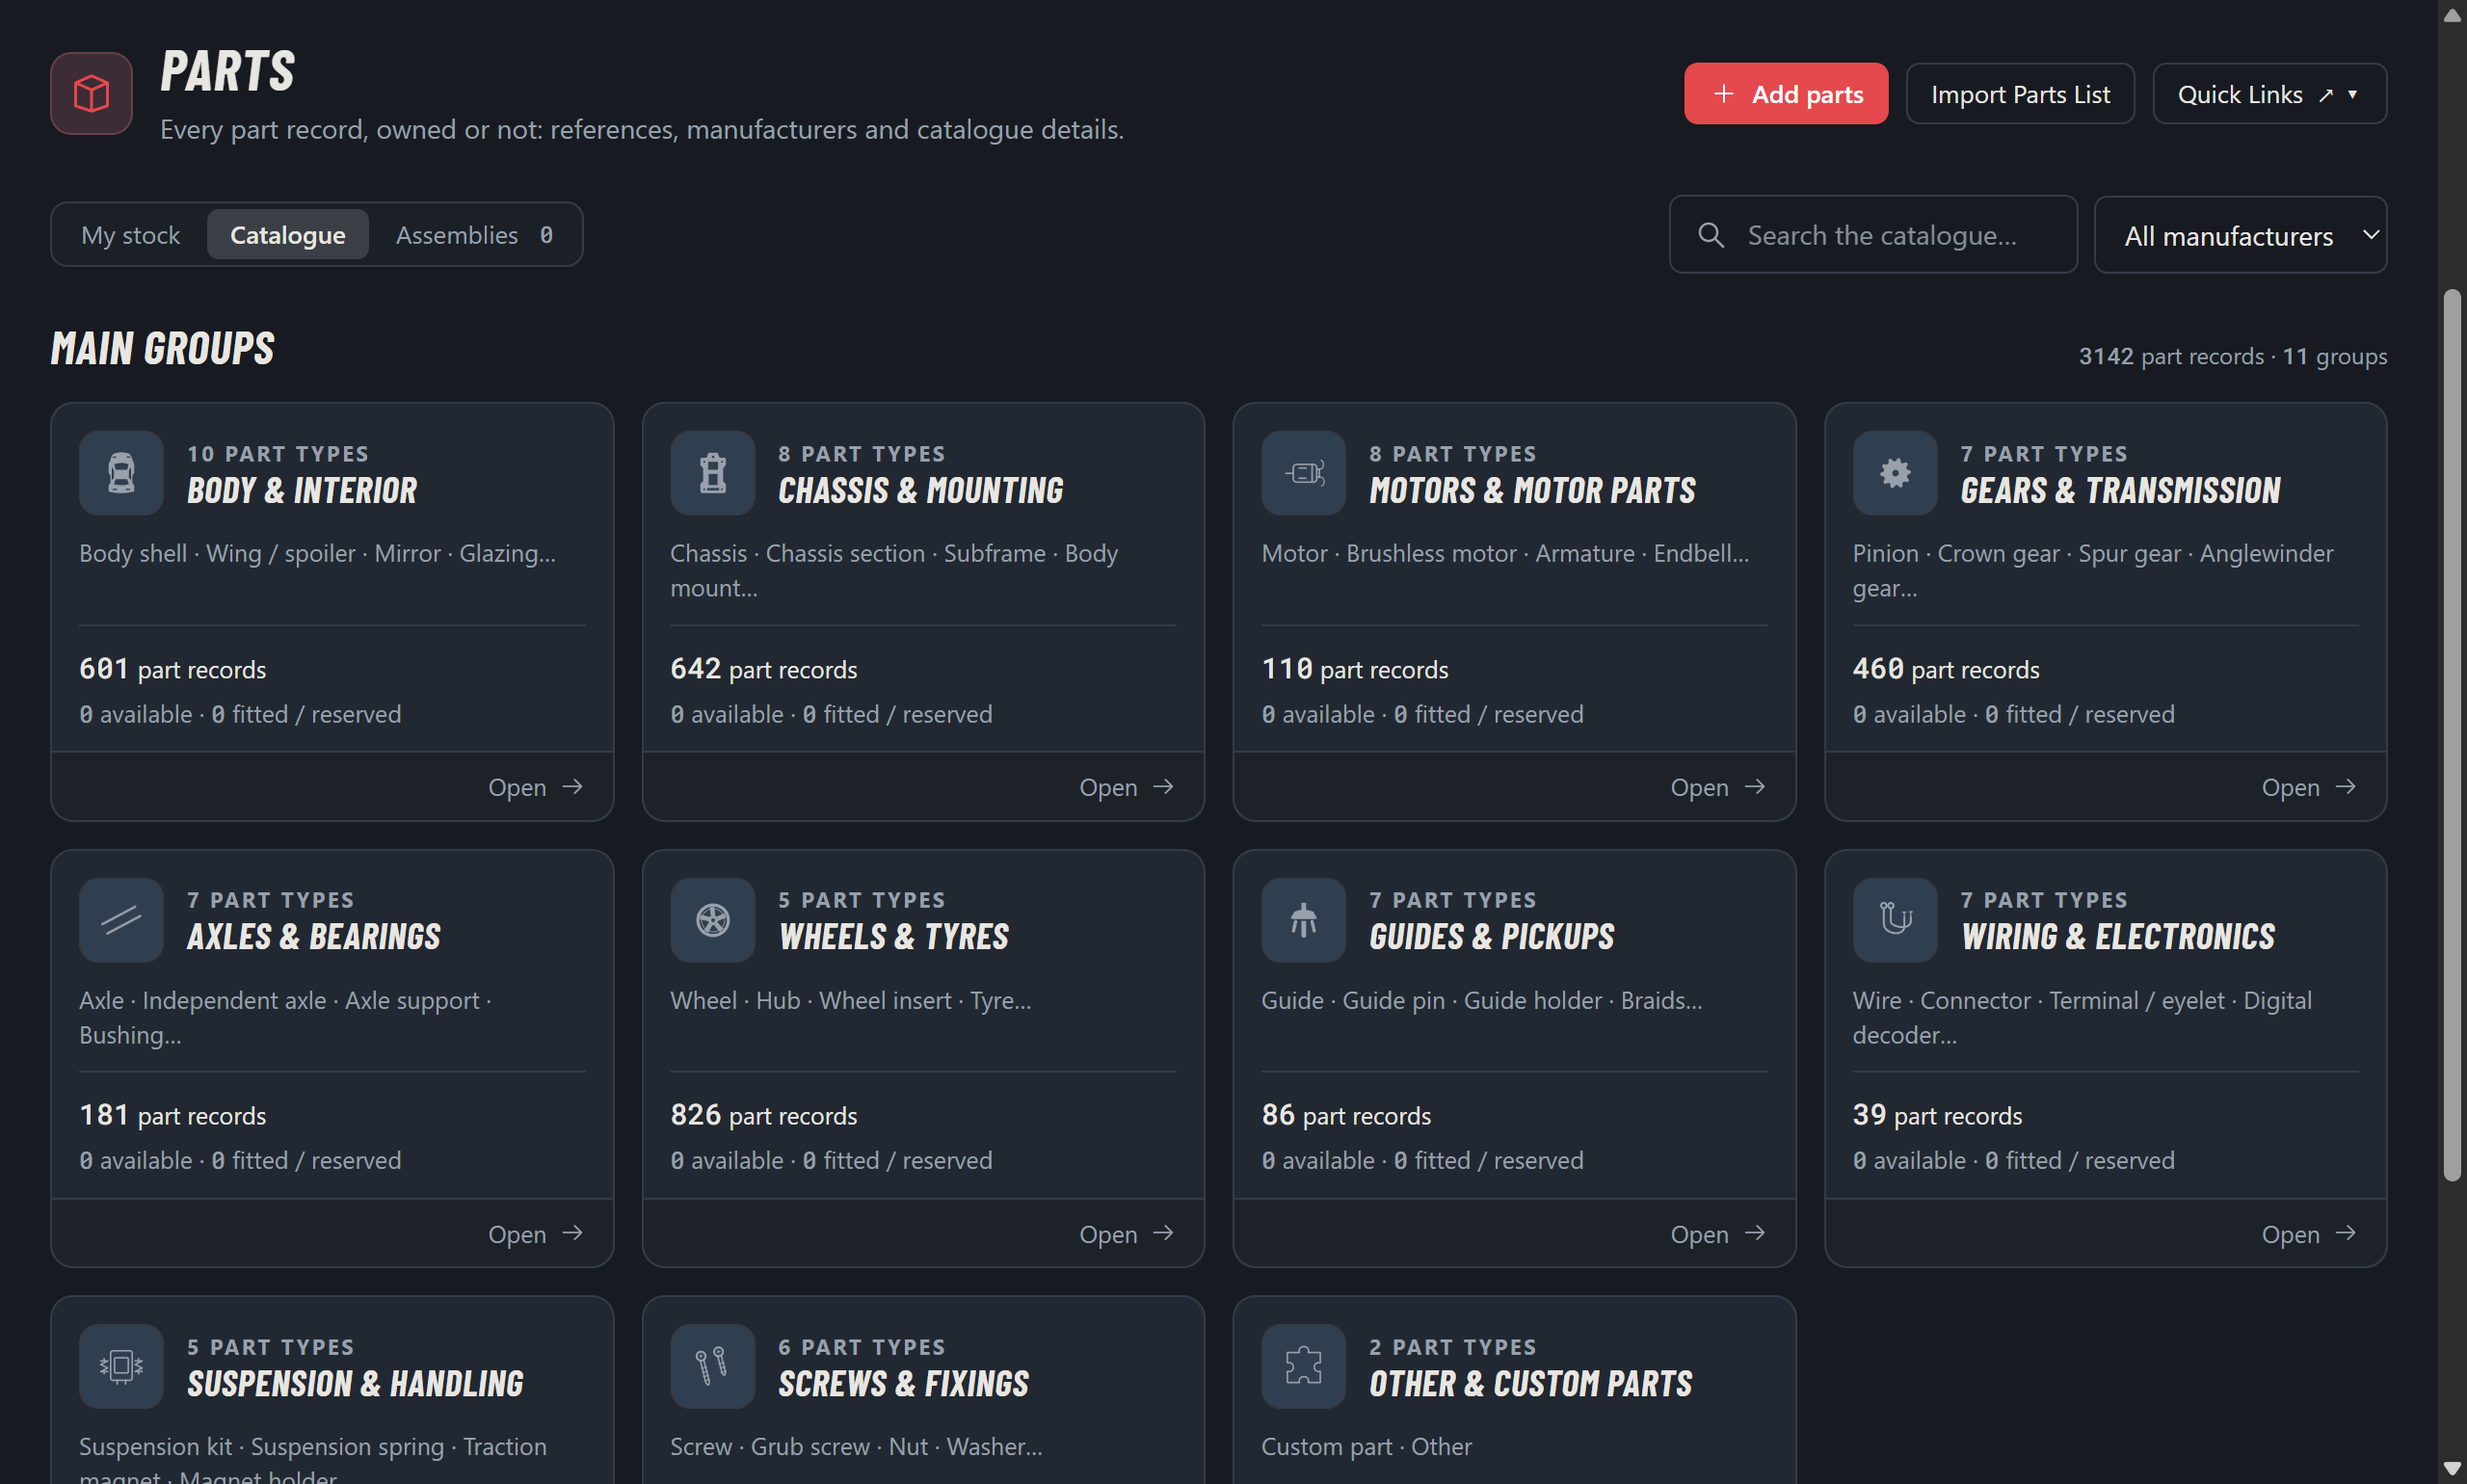 PARTS
Every part record, owned or not: references, manufacturers and catalogue details.
Add parts
Import Parts List
Quick Links ↗ ▾
My stock
Catalogue
Assemblies 0
Search the catalogue...
All manufacturers
MAIN GROUPS
3142 part records · 11 groups
10 PART TYPES
BODY & INTERIOR
Body shell · Wing / spoiler · Mirror · Glazing...
601 part records
0 available · 0 fitted / reserved
Open →
8 PART TYPES
CHASSIS & MOUNTING
Chassis · Chassis section · Subframe · Body
mount...
642 part records
0 available · 0 fitted / reserved
Open →
8 PART TYPES
MOTORS & MOTOR PARTS
Motor · Brushless motor · Armature · Endbell...
110 part records
0 available · 0 fitted / reserved
Open →
7 PART TYPES
GEARS & TRANSMISSION
Pinion · Crown gear · Spur gear · Anglewinder
gear...
460 part records
0 available · 0 fitted / reserved
Open →
7 PART TYPES
AXLES & BEARINGS
Axle · Independent axle · Axle support ·
Bushing...
181 part records
0 available · 0 fitted / reserved
Open →
5 PART TYPES
WHEELS & TYRES
Wheel · Hub · Wheel insert · Tyre...
826 part records
0 available · 0 fitted / reserved
Open →
7 PART TYPES
GUIDES & PICKUPS
Guide · Guide pin · Guide holder · Braids...
86 part records
0 available · 0 fitted / reserved
Open →
7 PART TYPES
WIRING & ELECTRONICS
Wire · Connector · Terminal / eyelet · Digital
decoder...
39 part records
0 available · 0 fitted / reserved
Open →
5 PART TYPES
SUSPENSION & HANDLING
Suspension kit · Suspension spring · Traction
magnet · Magnet holder
6 PART TYPES
SCREWS & FIXINGS
Screw · Grub screw · Nut · Washer...
2 PART TYPES
OTHER & CUSTOM PARTS
Custom part · Other